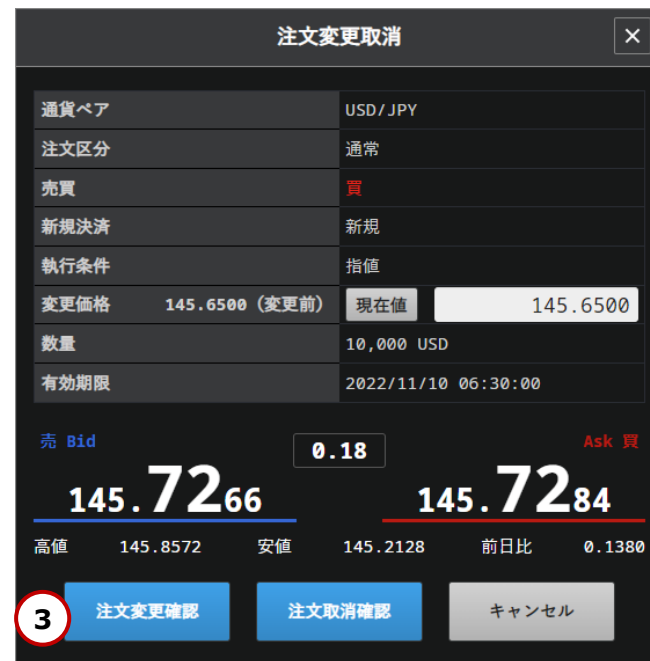 注文変更取消 ×
通貨ペア USD/JPY
注文区分 通常
売買 買
新規決済 新規
執行条件 指値
変更価格 145.6500 (変更前) 現在値 145.6500
数量 10,000 USD
有効期限 2022/11/10 06:30:00
売 Bid 0.18 Ask 買
145.7266 145.7284
高値 145.8572 安値 145.2128 前日比 0.1380
3 注文変更確認 注文取消確認 キャンセル